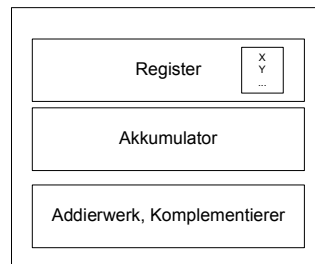 Register
X
Y
...
Akkumulator
Addierwerk, Komplementierer